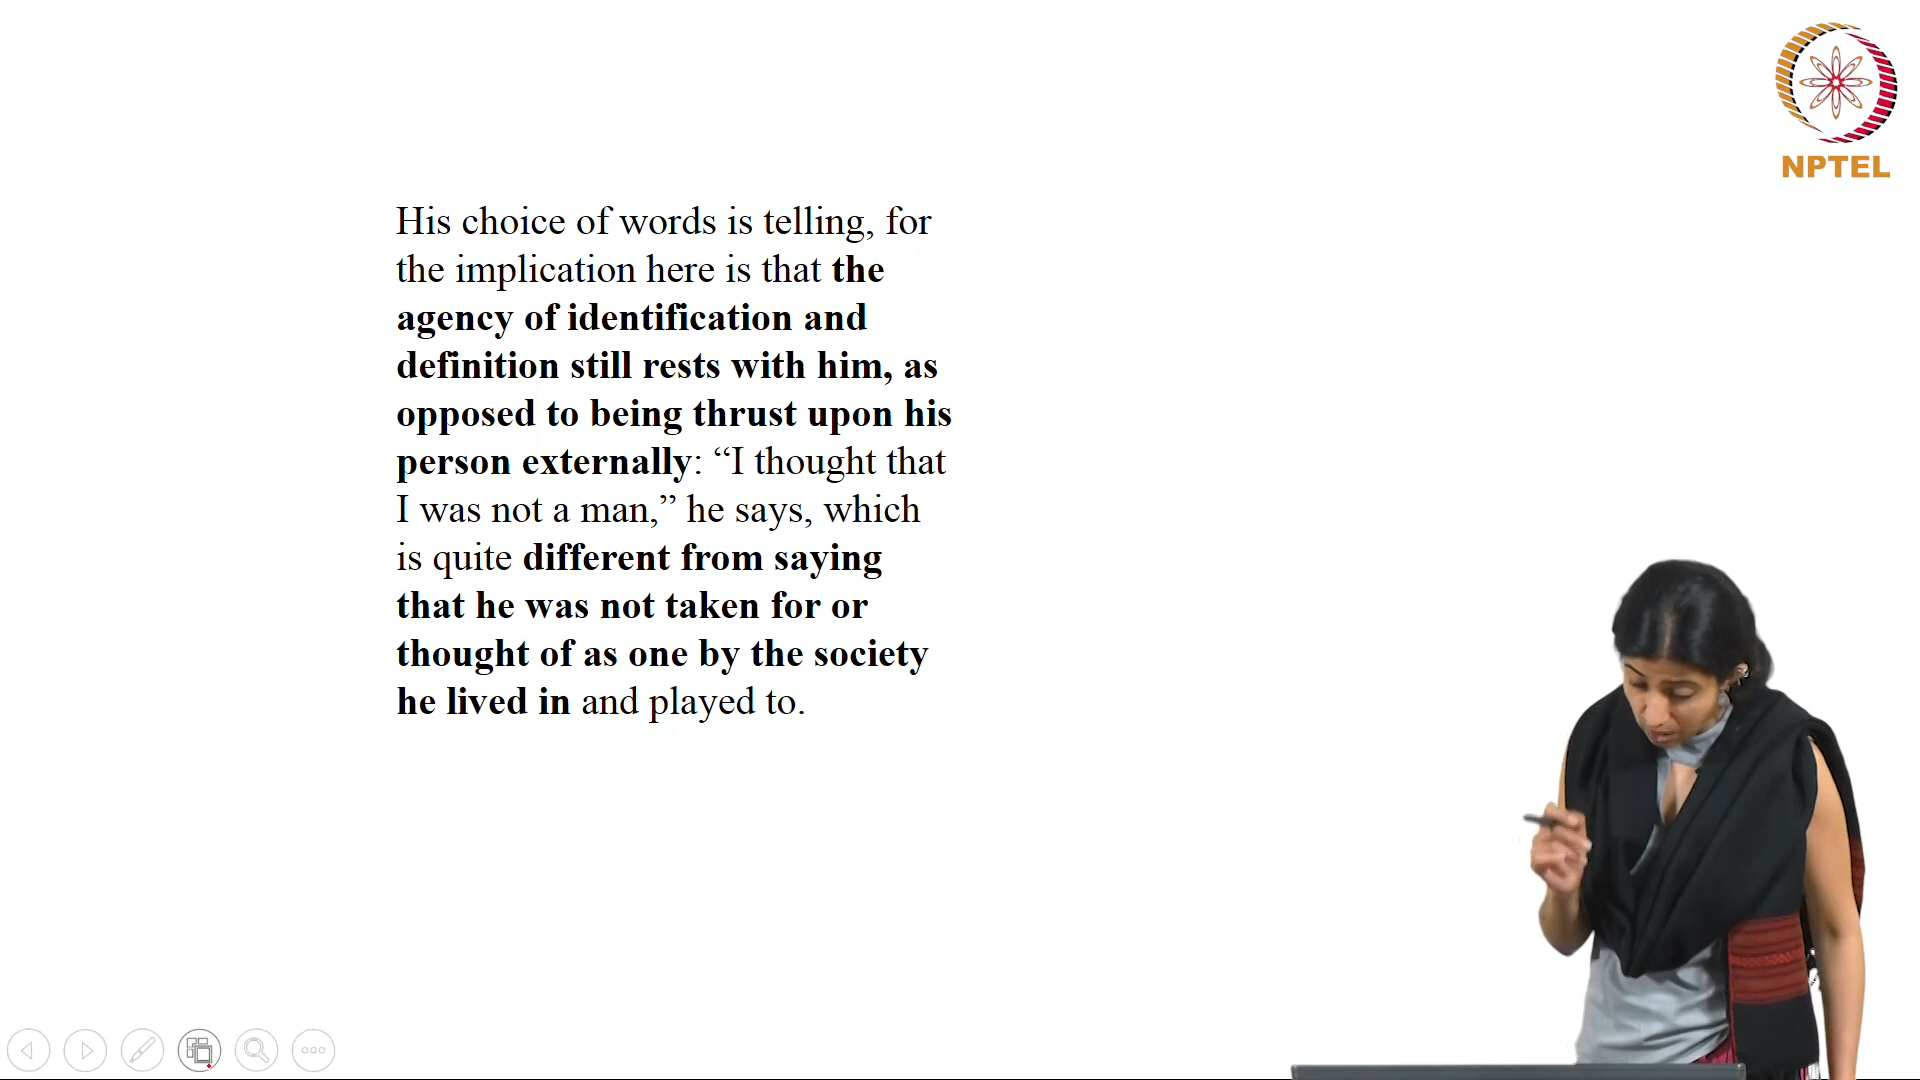 NPTEL
His choice of words is telling, for
the implication here is that the
agency of identification and
definition still rests with him, as
opposed to being thrust upon his
person externally: “I thought that
I was not a man,” he says, which
is quite different from saying
that he was not taken for or
thought of as one by the society
he lived in and played to.